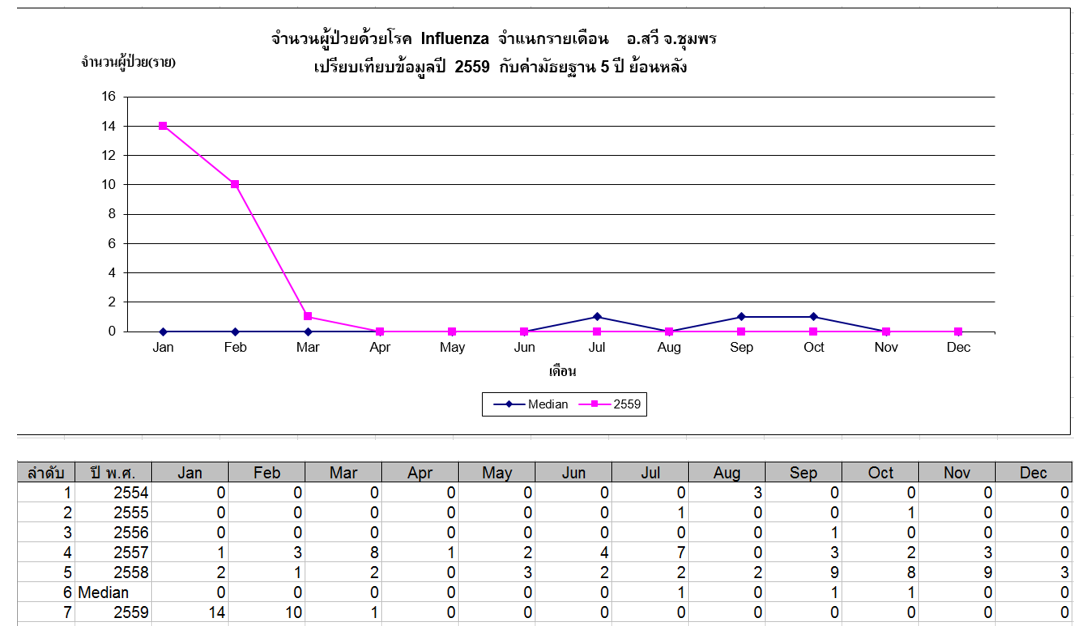 จำนวนผู้ป่วยด้วยโรค Influenza จำแนกรายเดือน อ.สวี จ.ชุมพร
เปรียบเทียบข้อมูลปี 2559 กับค่ามัธยฐาน 5 ปี ย้อนหลัง
จำนวนผู้ป่วย(ราย)
16
14
12
10
8
6
4
2
0
Jan Feb Mar Apr May Jun Jul Aug Sep Oct Nov Dec
เดือน
Median 2559
ลำดับ ปี พ.ศ. Jan Feb Mar Apr May Jun Jul Aug Sep Oct Nov Dec
1 2554 0 0 0 0 0 0 0 3 0 0 0 0
2 2555 0 0 0 0 0 0 1 0 0 1 0 0
3 2556 0 0 0 0 0 0 0 0 1 0 0 0
4 2557 1 3 8 1 2 4 7 0 3 2 3 0
5 2558 2 1 2 0 3 2 2 2 9 8 9 3
6 Median 0 0 0 0 0 0 1 0 1 1 0 0
7 2559 14 10 1 0 0 0 0 0 0 0 0 0